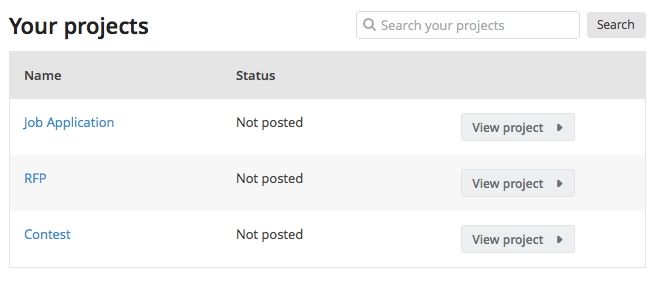 Your projects
Search your projects
Search
Name Status
Job Application Not posted View project
RFP Not posted View project
Contest Not posted View project